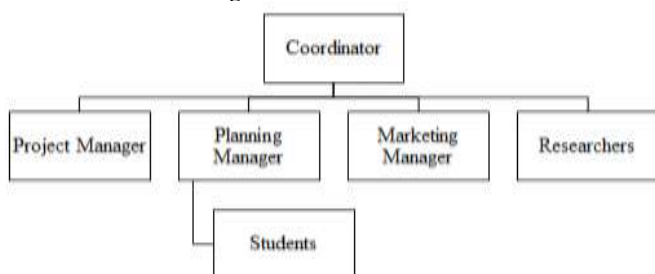 Coordinator
Project Manager
Planning
Manager
Marketing
Manager
Researchers
Students